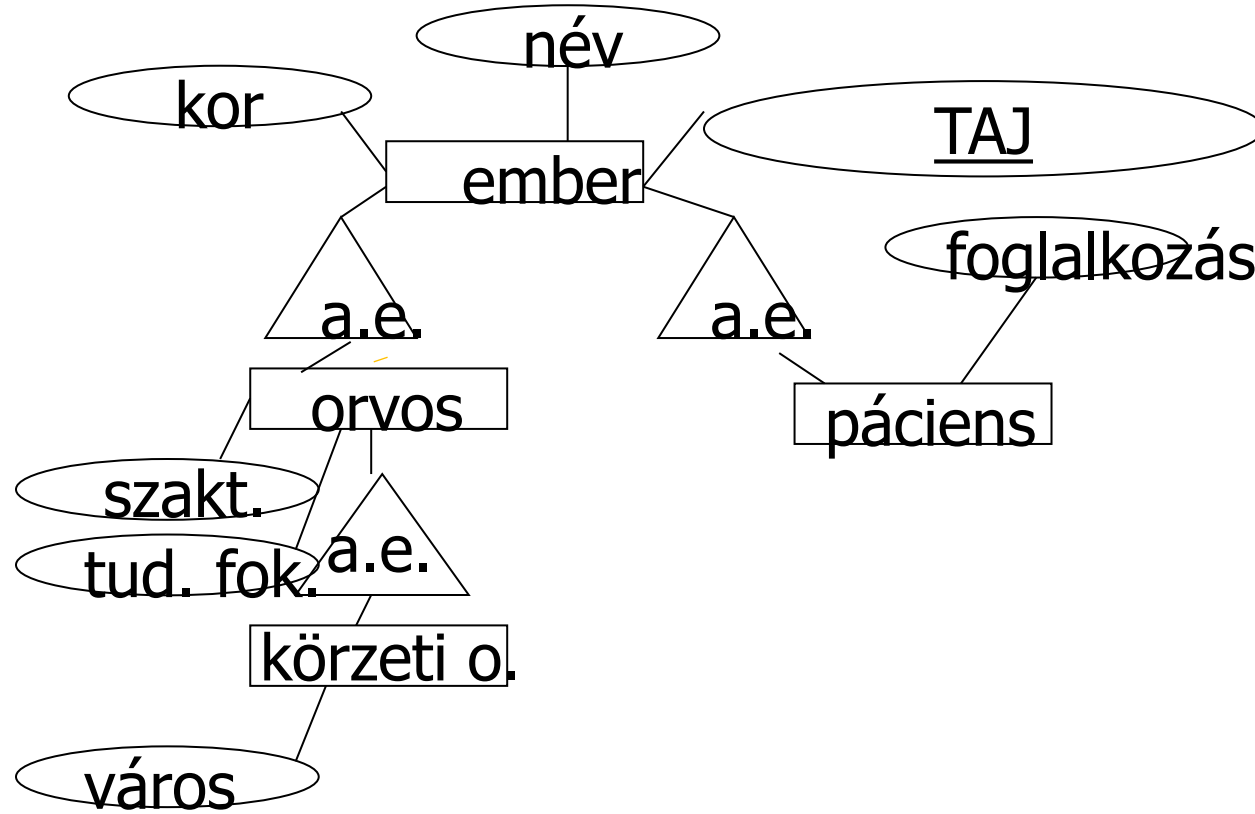 név
kor
TAJ
ember
foglalkozás
a.e.
a.e.
orvos
páciens
szakt.
a.e.
tud. fok.
körzeti o.
város